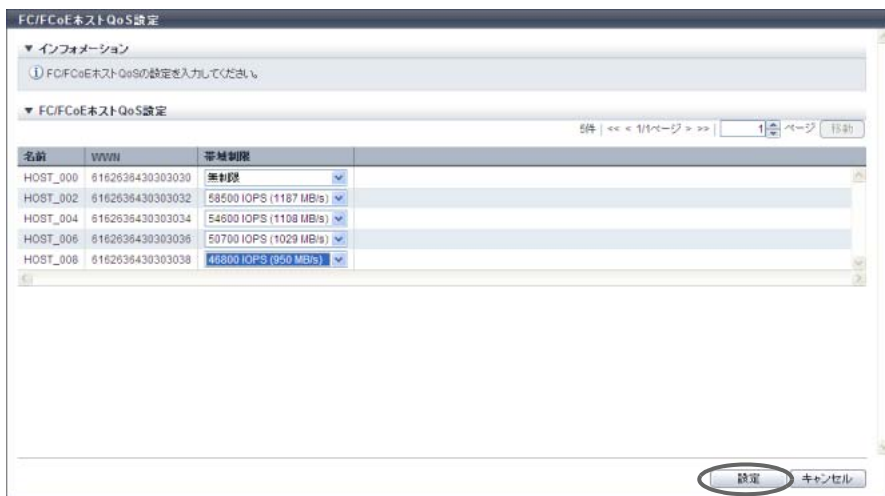 FC/FCoEホストQoS設定
▼ インフォメーション
FC/FCoEホストQoSの設定を入力してください。
▼ FC/FCoEホストQoS設定
5件 | << < 1/1ページ > >> | 1 ページ 移動
名前 WWN 帯域制限
HOST_000 6162636430303030 無制限
HOST_002 6162636430303032 58500 IOPS (1187 MB/s)
HOST_004 6162636430303034 54600 IOPS (1108 MB/s)
HOST_006 6162636430303036 50700 IOPS (1029 MB/s)
HOST_008 6162636430303038 46800 IOPS (950 MB/s)
設定 キャンセル